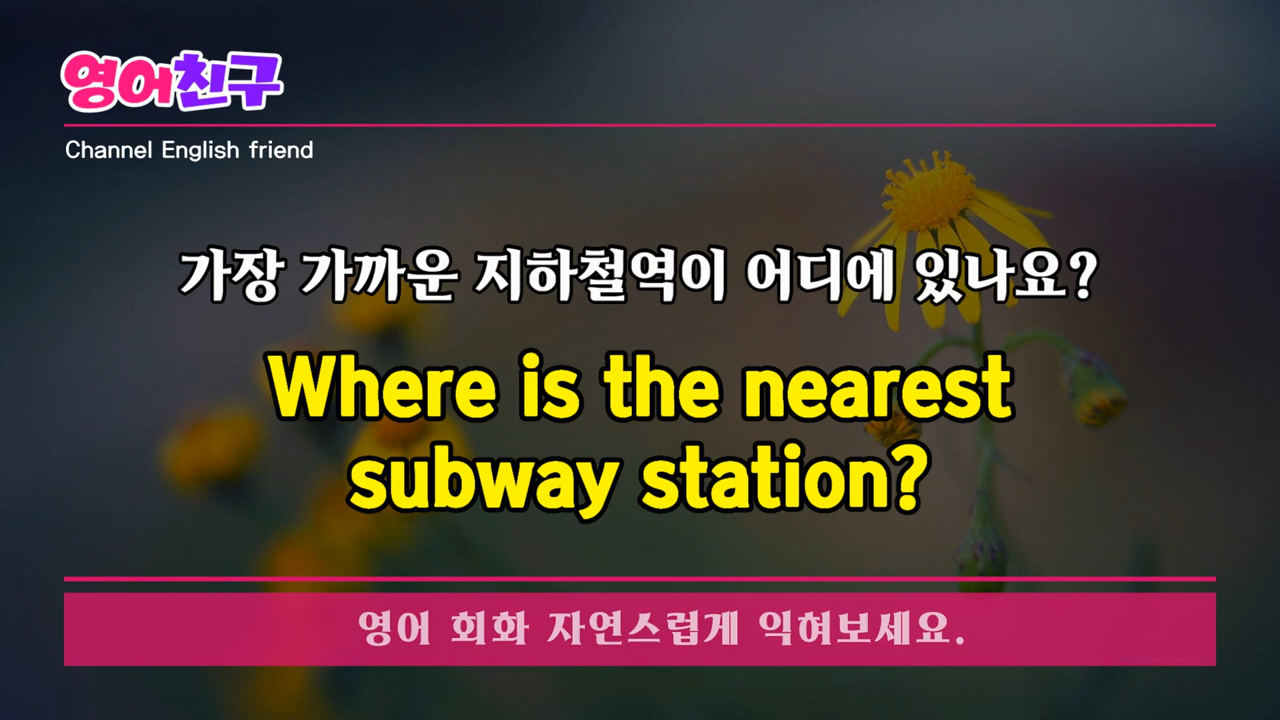 영어친구
Channel English friend
가장 가까운 지하철역이 어디에 있나요?
Where is the nearest
subway station?
영어 회화 자연스럽게 익혀보세요.